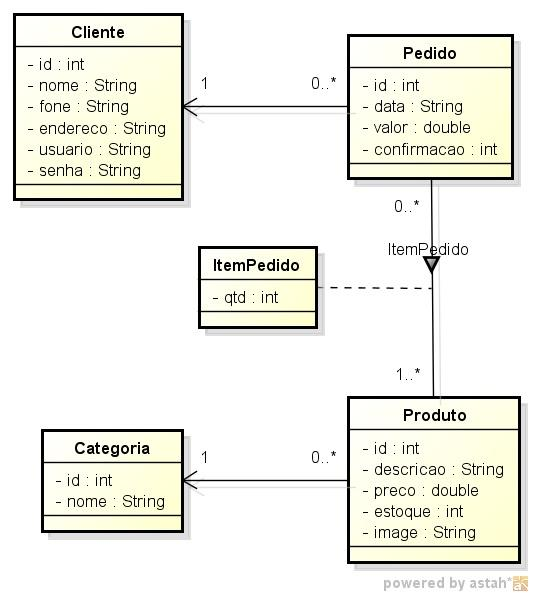 Cliente
- id : int
- nome : String
- fone : String
- endereco : String
- usuario : String
- senha : String
1
0..*
Pedido
- id : int
- data : String
- valor : double
- confirmacao : int
0..*
ItemPedido
ItemPedido
- qtd : int
1..*
Categoria
- id : int
- nome : String
1
0..*
Produto
- id : int
- descricao : String
- preco : double
- estoque : int
- image : String
powered by astah*